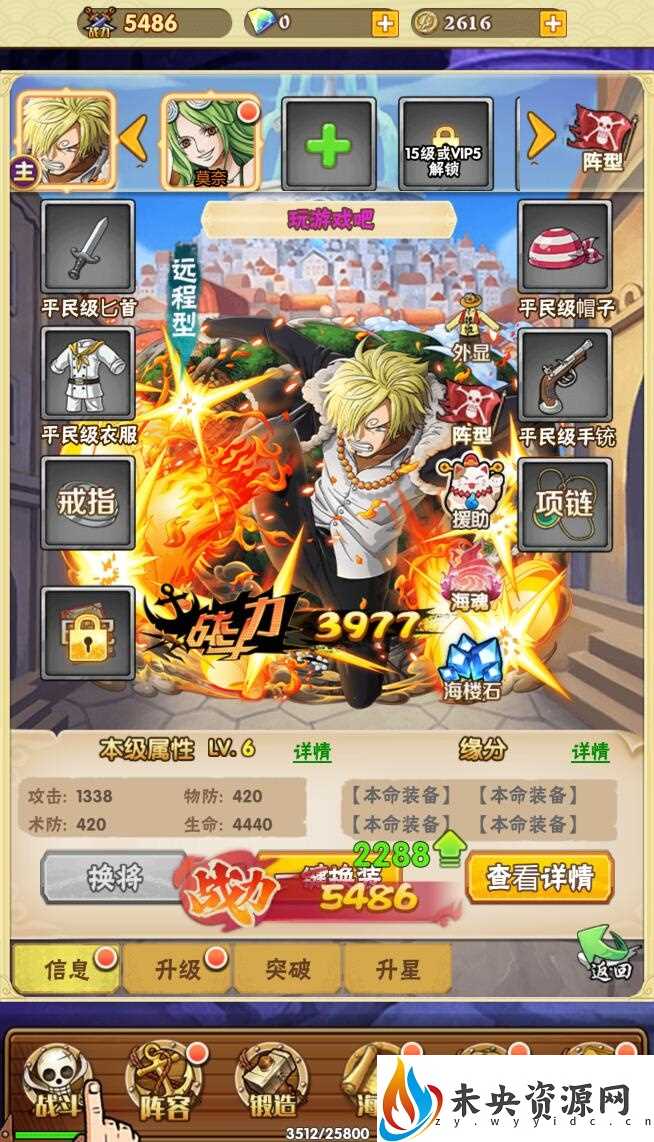 战力 5486
0
2616
主
莫奈
15级或VIP5
解锁
阵型
玩游戏吧
远程型
平民级匕首
平民级帽子
外显
平民级衣服
阵型
平民级手铳
戒指
援助
项链
海魂
战斗力 3977
海楼石
本级属性 LV.6 详情
缘分 详情
攻击: 1338 物防: 420
术防: 420 生命: 4440
【本命装备】 【本命装备】
【本命装备】 【本命装备】
2288
换将
战力 5486
换装
查看详情
信息 升级 突破 升星
返回
战斗
阵容
锻造
海
3512/25800
未央资源网
zy.wyyidc.cn